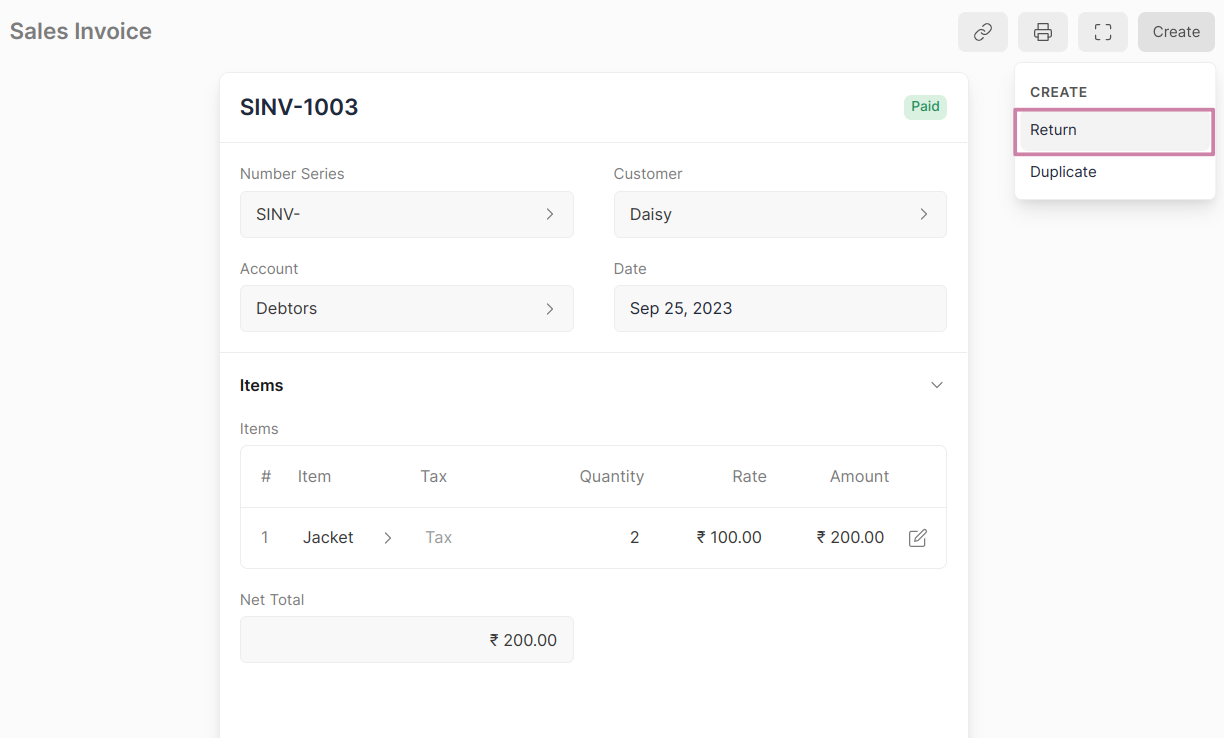 Sales Invoice
Create
CREATE
Return
Duplicate
SINV-1003
Paid
Number Series
Customer
SINV-
Daisy
Account
Date
Debtors
Sep 25, 2023
Items
Items
# Item Tax Quantity Rate Amount
1 Jacket Tax 2 ₹ 100.00 ₹ 200.00
Net Total
₹ 200.00